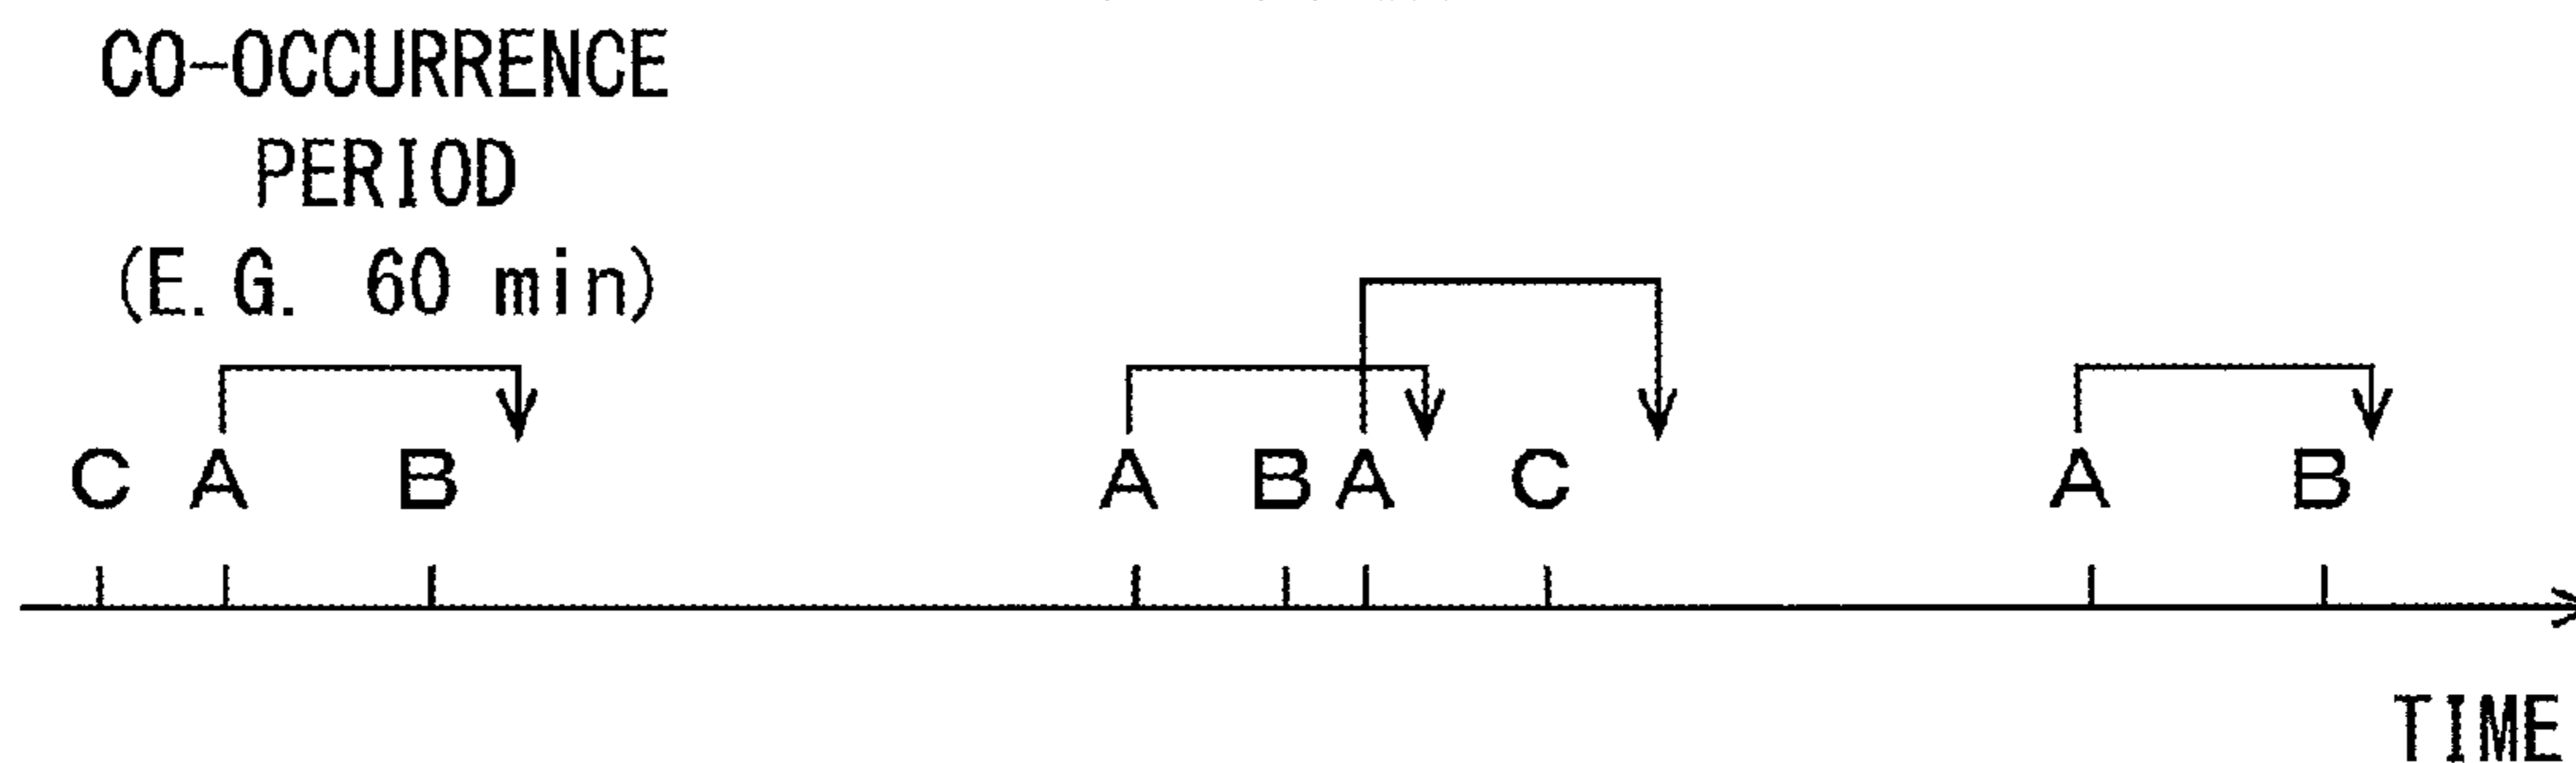 CO-OCCURRENCE
PERIOD
(E.G. 60 min)
C A B A B A C A B
TIME